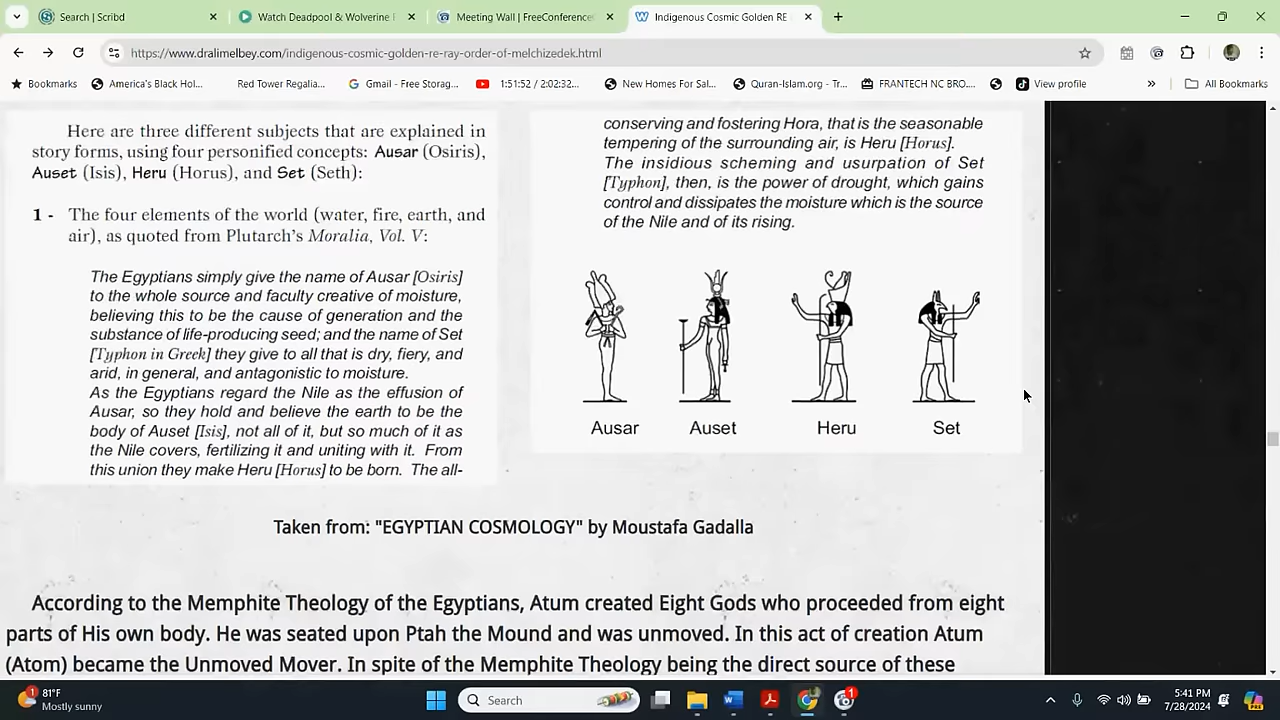 Search | Scribd
Watch Deadpool & Wolverine F
Meeting Wall | FreeConference
Indigenous Cosmic Golden RE
https://www.dralimelbey.com/indigenous-cosmic-golden-re-ray-order-of-melchizedek.html
Bookmarks
America's Black Hol...
Red Tower Regalia...
Gmail - Free Storag...
1:51:52 / 2:02:32...
New Homes For Sal...
Quran-Islam.org - Tr...
FRANTECH NC BRO...
View profile
»
All Bookmarks
Here are three different subjects that are explained in
story forms, using four personified concepts: Ausar (Osiris),
Auset (Isis), Heru (Horus), and Set (Seth):
1 - The four elements of the world (water, fire, earth, and
air), as quoted from Plutarch's Moralia, Vol. V:
The Egyptians simply give the name of Ausar [Osiris]
to the whole source and faculty creative of moisture,
believing this to be the cause of generation and the
substance of life-producing seed; and the name of Set
[Typhon in Greek] they give to all that is dry, fiery, and
arid, in general, and antagonistic to moisture.
As the Egyptians regard the Nile as the effusion of
Ausar, so they hold and believe the earth to be the
body of Auset [Isis], not all of it, but so much of it as
the Nile covers, fertilizing it and uniting with it. From
this union they make Heru [Horus] to be born. The all-
conserving and fostering Hora, that is the seasonable
tempering of the surrounding air, is Heru [Horus].
The insidious scheming and usurpation of Set
[Typhon], then, is the power of drought, which gains
control and dissipates the moisture which is the source
of the Nile and of its rising.
Ausar
Auset
Heru
Set
Taken from: "EGYPTIAN COSMOLOGY" by Moustafa Gadalla
According to the Memphite Theology of the Egyptians, Atum created Eight Gods who proceeded from eight
parts of His own body. He was seated upon Ptah the Mound and was unmoved. In this act of creation Atum
(Atom) became the Unmoved Mover. In spite of the Memphite Theology being the direct source of these
1
81°F
Mostly sunny
Search
1
5:41 PM
7/28/2024